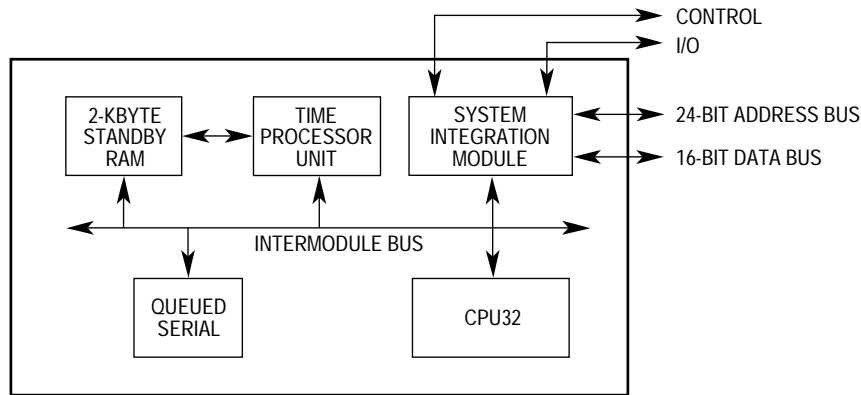 CONTROL
I/O
2-KBYTE
STANDBY
RAM
TIME
PROCESSOR
UNIT
SYSTEM
INTEGRATION
MODULE
24-BIT ADDRESS BUS
16-BIT DATA BUS
INTERMODULE BUS
QUEUED
SERIAL
CPU32